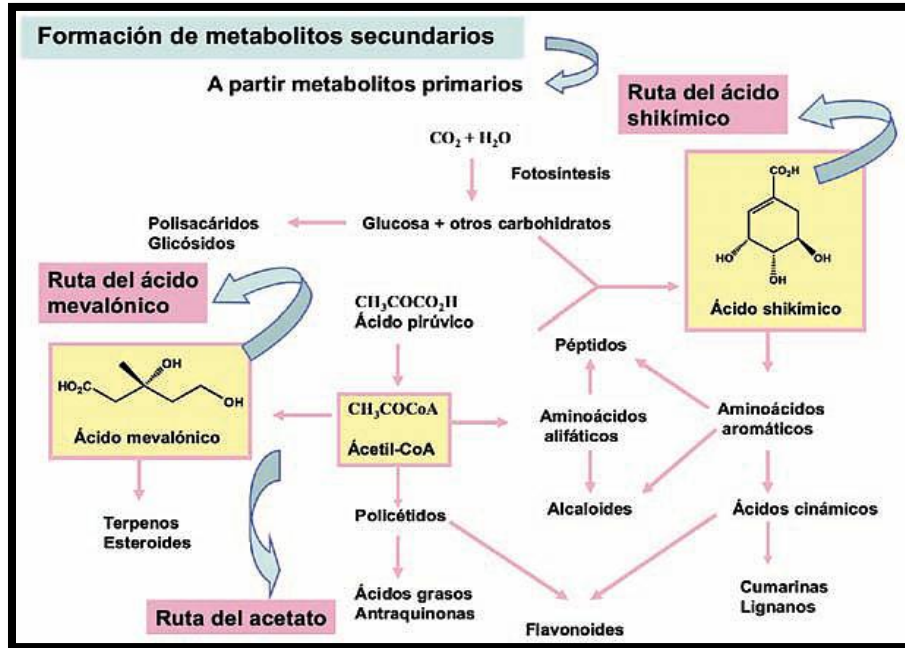 Formación de metabolitos secundarios
A partir metabolitos primarios
Ruta del ácido
shikímico
CO₂ + H₂O
Fotosíntesis
CO₂H
HO
OH
OH
Ácido shikímico
Polisacáridos
Glicósidos
Glucosa + otros carbohidratos
Ruta del ácido
mevalónico
CH₃COCO₂H
Ácido pirúvico
Péptidos
HO₂C
OH
OH
Ácido mevalónico
CH₃COCoA
Ácetil-CoA
Aminoácidos
alifáticos
Aminoácidos
aromáticos
Terpenos
Esteroides
Policétidos
Alcaloides
Ácidos cinámicos
Ruta del acetato
Ácidos grasos
Antraquinonas
Flavonoides
Cumarinas
Lignanos